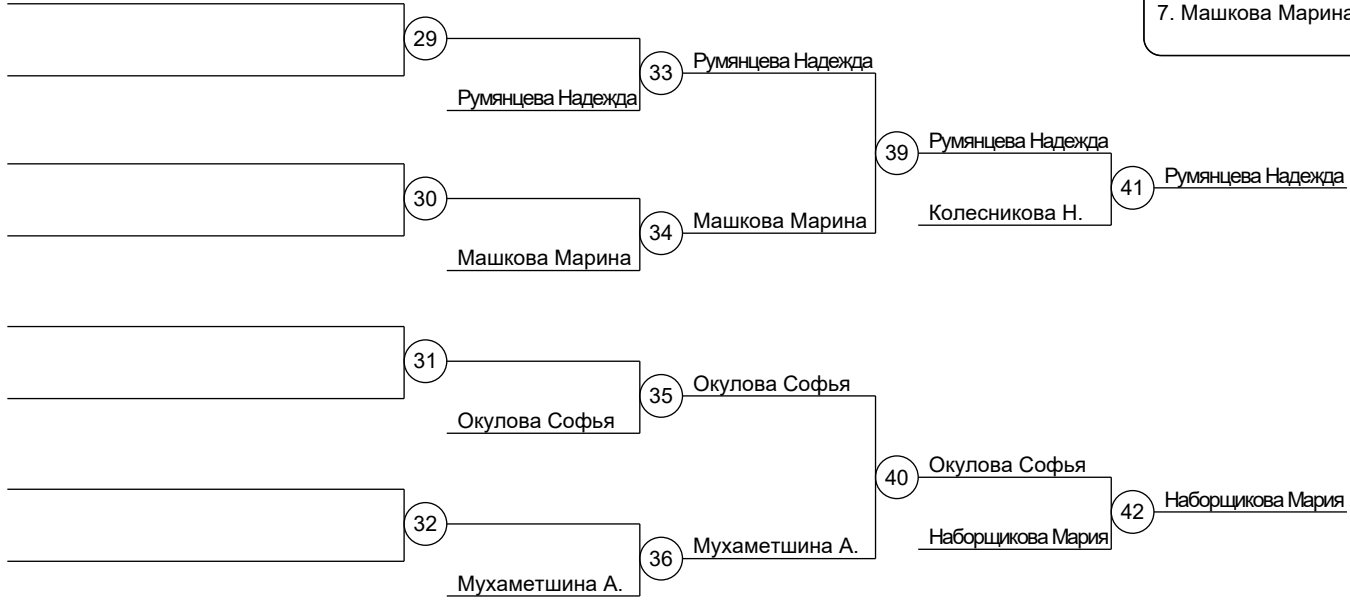 7. Машкова Марина
29
33
Румянцева Надежда
Румянцева Надежда
39
Румянцева Надежда
30
41
Румянцева Надежда
34
Машкова Марина
Колесникова Н.
Машкова Марина
31
35
Окулова Софья
Окулова Софья
40
Окулова Софья
32
42
Наборщикова Мария
36
Мухаметшина А.
Наборщикова Мария
Мухаметшина А.